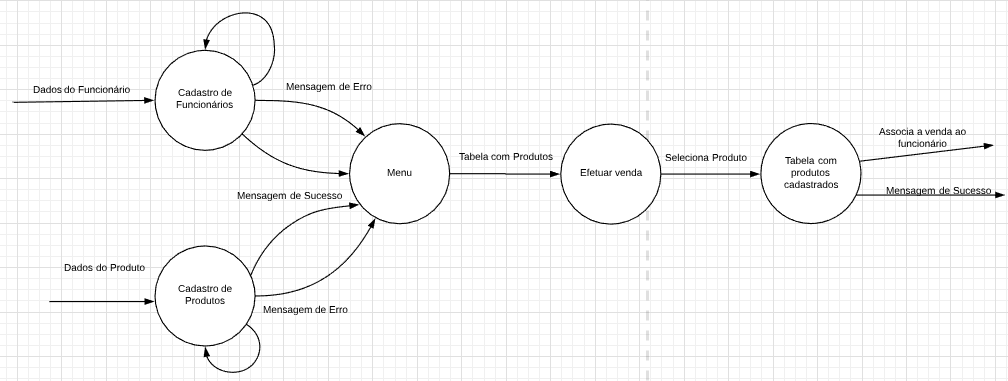 Dados do Funcionário
Cadastro de
Funcionários
Mensagem de Erro
Menu
Mensagem de Sucesso
Dados do Produto
Cadastro de
Produtos
Mensagem de Erro
Tabela com Produtos
Efetuar venda
Seleciona Produto
Tabela com
produtos
cadastrados
Associa a venda ao
funcionário
Mensagem de Sucesso